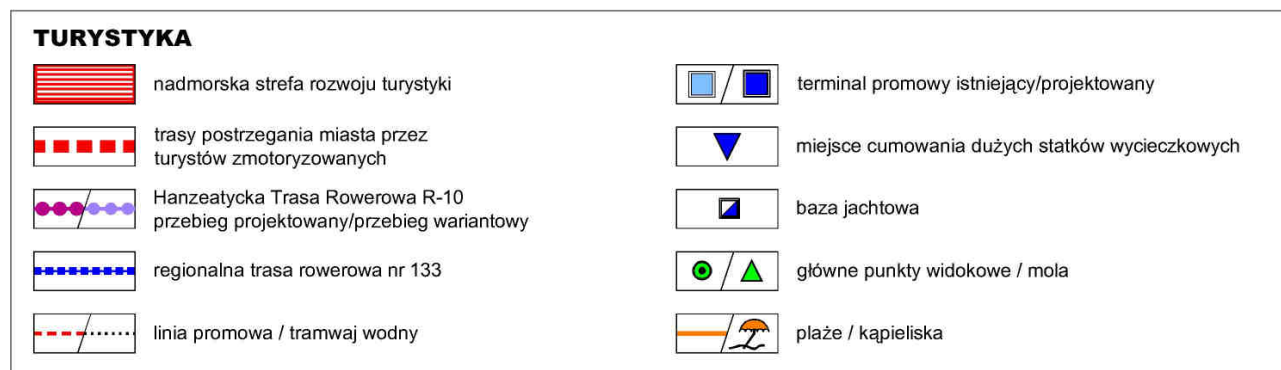 TURYSTYKA
nadmorska strefa rozwoju turystyki
trasy postrzegania miasta przez
turystów zmotoryzowanych
Hanzeatycka Trasa Rowerowa R-10
przebieg projektowany/przebieg wariantowy
regionalna trasa rowerowa nr 133
linia promowa / tramwaj wodny
terminal promowy istniejący/projektowany
miejsce cumowania dużych statków wycieczkowych
baza jachtowa
główne punkty widokowe / mola
plaże / kąpieliska